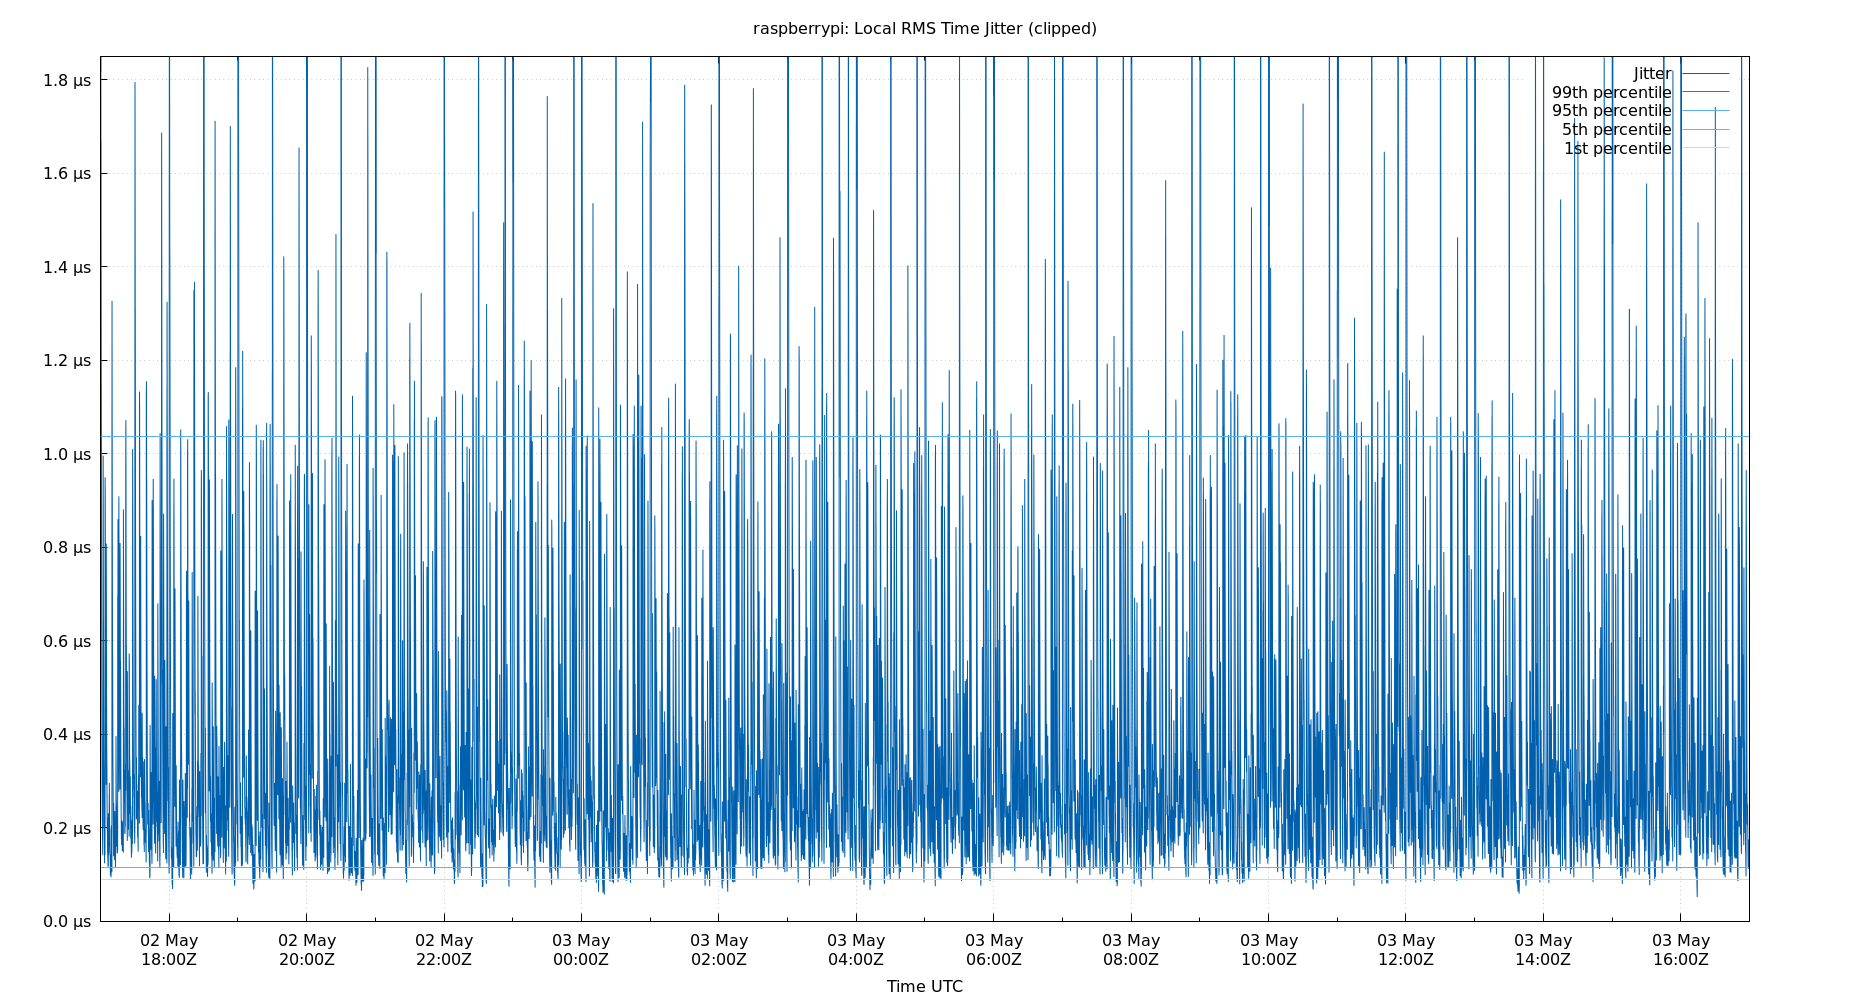 raspberrypi: Local RMS Time Jitter (clipped)
Jitter
99th percentile
95th percentile
5th percentile
1st percentile
1.8 µs
1.6 µs
1.4 µs
1.2 µs
1.0 µs
0.8 µs
0.6 µs
0.4 µs
0.2 µs
0.0 µs
02 May 02 May 02 May 03 May 03 May 03 May 03 May 03 May 03 May 03 May 03 May 03 May
18:00Z 20:00Z 22:00Z 00:00Z 02:00Z 04:00Z 06:00Z 08:00Z 10:00Z 12:00Z 14:00Z 16:00Z
Time UTC